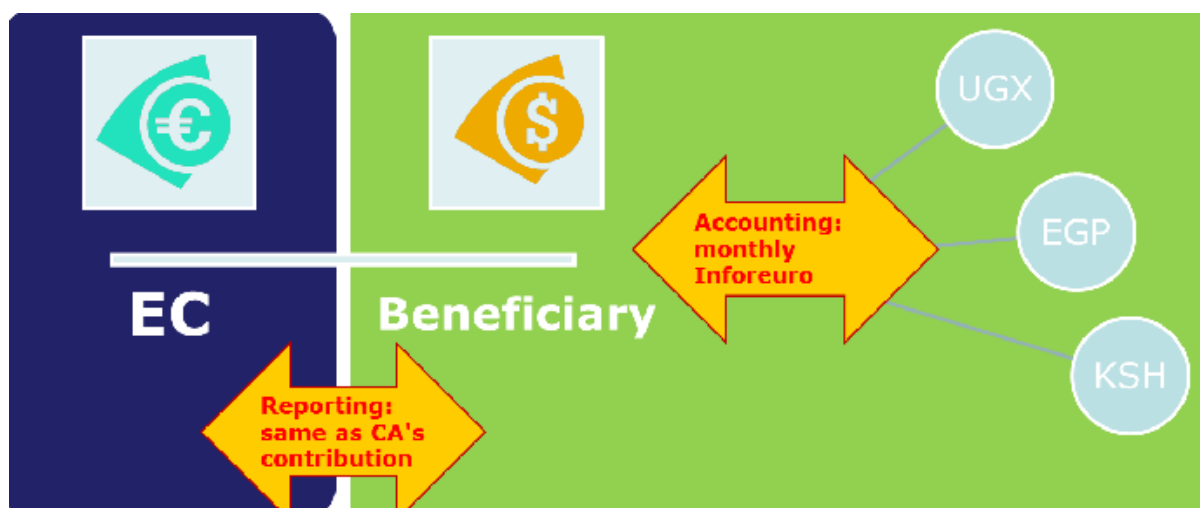 €
$
UGX
EGP
KSH
Accounting:
monthly
Inforeuro
EC
Beneficiary
Reporting:
same as CA's
contribution